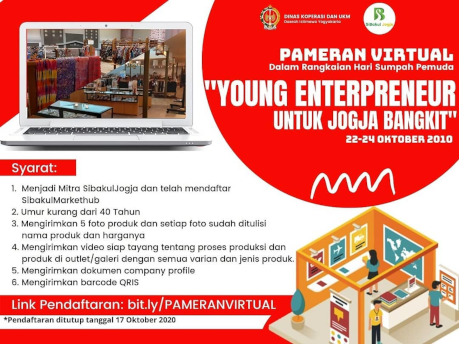 DINAS KOPERASI DAN UKM
Daerah Istimewa Yogyakarta
SiBakul Jogja
PAMERAN VIRTUAL
Dalam Rangkaian Hari Sumpah Pemuda
"YOUNG ENTERPRENEUR
UNTUK JOGJA BANGKIT"
22-24 OKTOBER 2010
Syarat:
1. Menjadi Mitra SibakulJogja dan telah mendaftar
SibakulMarkethub
2. Umur kurang dari 40 Tahun
3. Mengirimkan 5 foto produk dan setiap foto sudah ditulisi
nama produk dan harganya
4. Mengirimkan video siap tayang tentang proses produksi dan
produk di outlet/galeri dengan semua varian dan jenis produk.
5. Mengirimkan dokumen company profile
6. Mengirimkan barcode QRIS
Link Pendaftaran: bit.ly/PAMERANVIRTUAL
*Pendaftaran ditutup tanggal 17 Oktober 2020